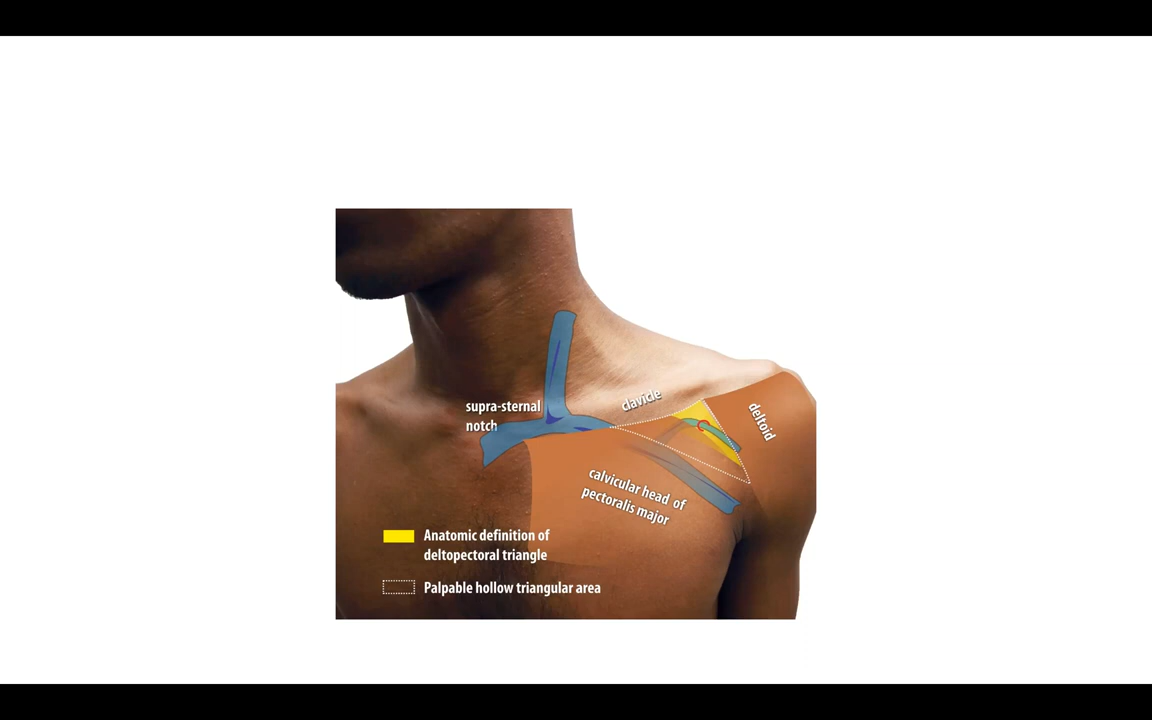 clavicle
supra-sternal
notch
deltoid
calvicular head of
pectoralis major
Anatomic definition of
deltopectoral triangle
Palpable hollow triangular area